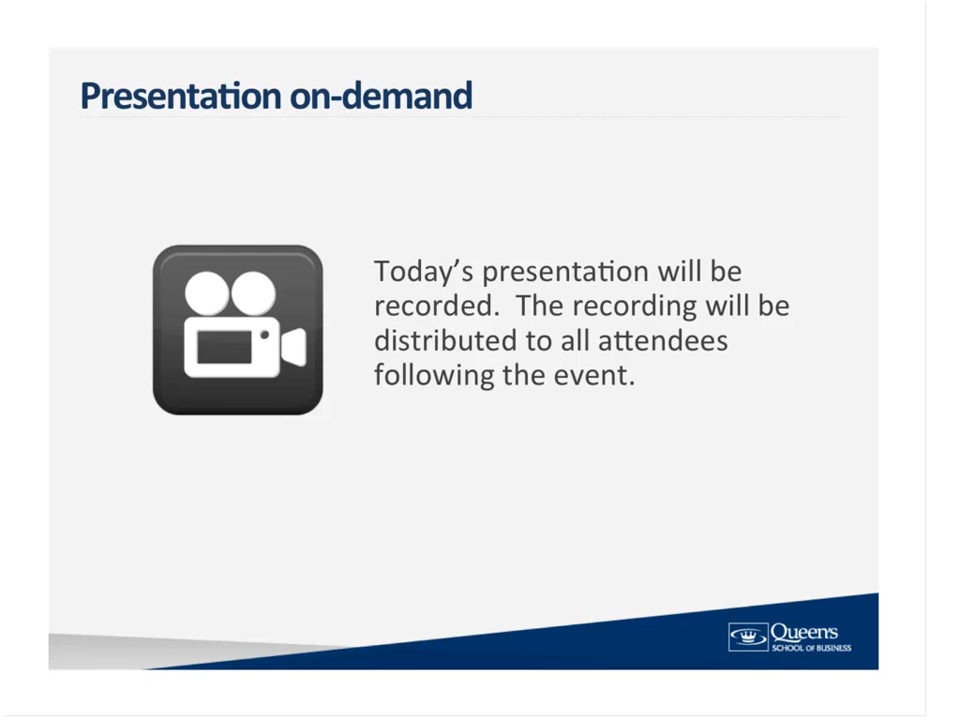 Presentation on-demand
Today’s presentation will be
recorded.  The recording will be
distributed to all attendees
following the event.
Queen's
SCHOOL OF BUSINESS